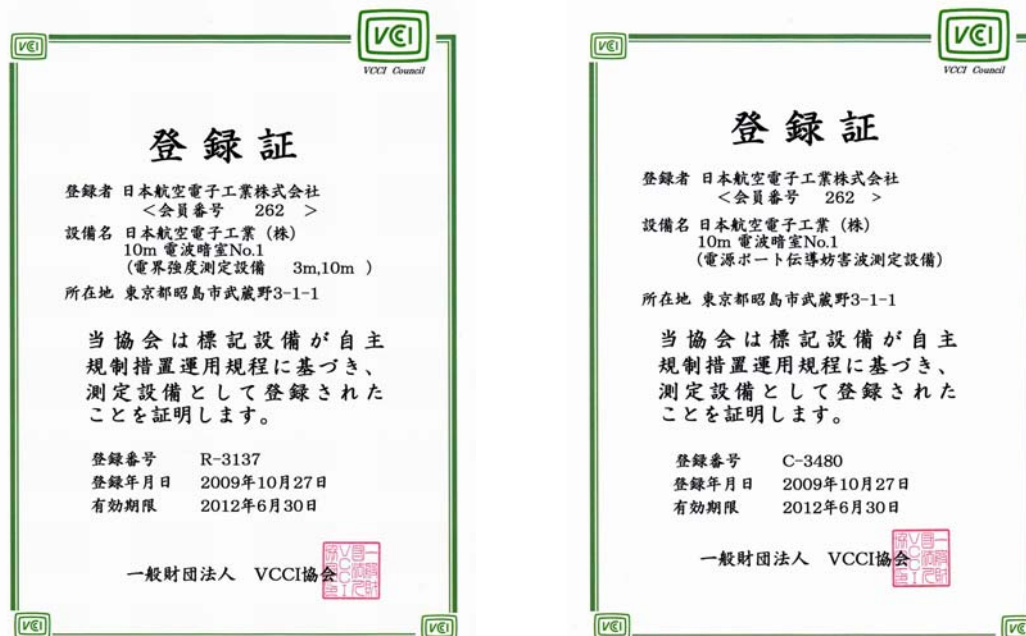 VCCI
VCCI
VCCI Council
登録証
登録者 日本航空電子工業株式会社
<会員番号 262 >
設備名 日本航空電子工業（株）
10m 電波暗室No.1
（電界強度測定設備 3m,10m ）
所在地 東京都昭島市武蔵野3-1-1
当協会は標記設備が自主
規制措置運用規程に基づき、
測定設備として登録された
ことを証明します。
登録番号 R-3137
登録年月日 2009年10月27日
有効期限 2012年6月30日
一般財団法人 VCCI協会
VCCI
VCCI
VCCI
VCCI
VCCI Council
登録証
登録者 日本航空電子工業株式会社
<会員番号 262 >
設備名 日本航空電子工業（株）
10m 電波暗室No.1
（電源ポート伝導妨害波測定設備）
所在地 東京都昭島市武蔵野3-1-1
当協会は標記設備が自主
規制措置運用規程に基づき、
測定設備として登録された
ことを証明します。
登録番号 C-3480
登録年月日 2009年10月27日
有効期限 2012年6月30日
一般財団法人 VCCI協会
VCCI